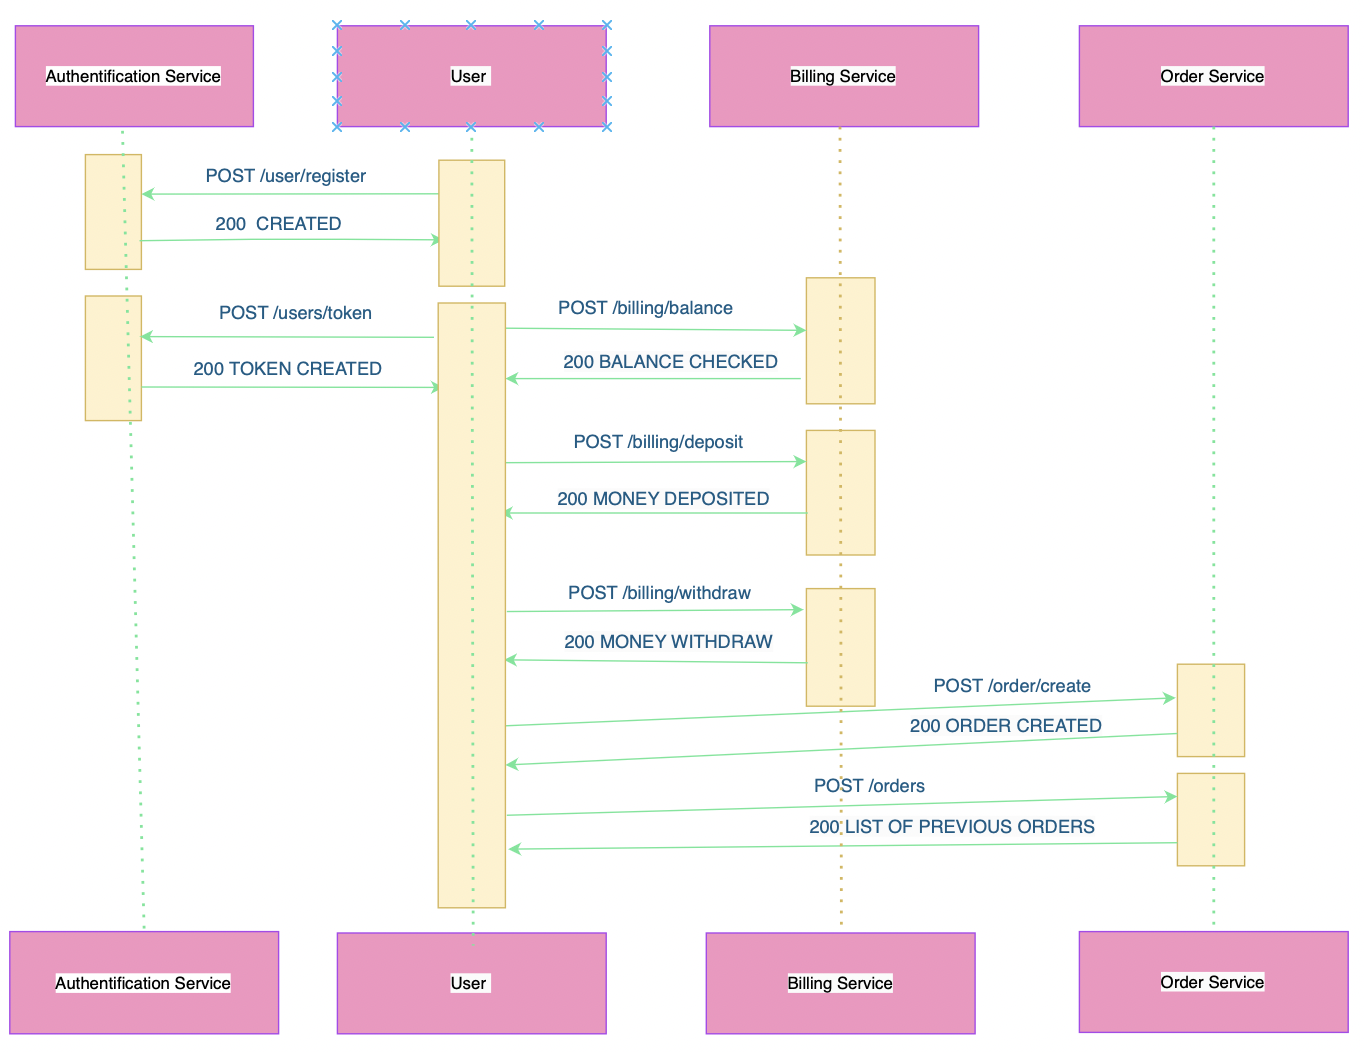 Authentification Service
User
Billing Service
Order Service
POST /user/register
200  CREATED
POST /users/token
200 TOKEN CREATED
POST /billing/balance
200 BALANCE CHECKED
POST /billing/deposit
200 MONEY DEPOSITED
POST /billing/withdraw
200 MONEY WITHDRAW
POST /order/create
200 ORDER CREATED
POST /orders
200 LIST OF PREVIOUS ORDERS
Authentification Service
User
Billing Service
Order Service